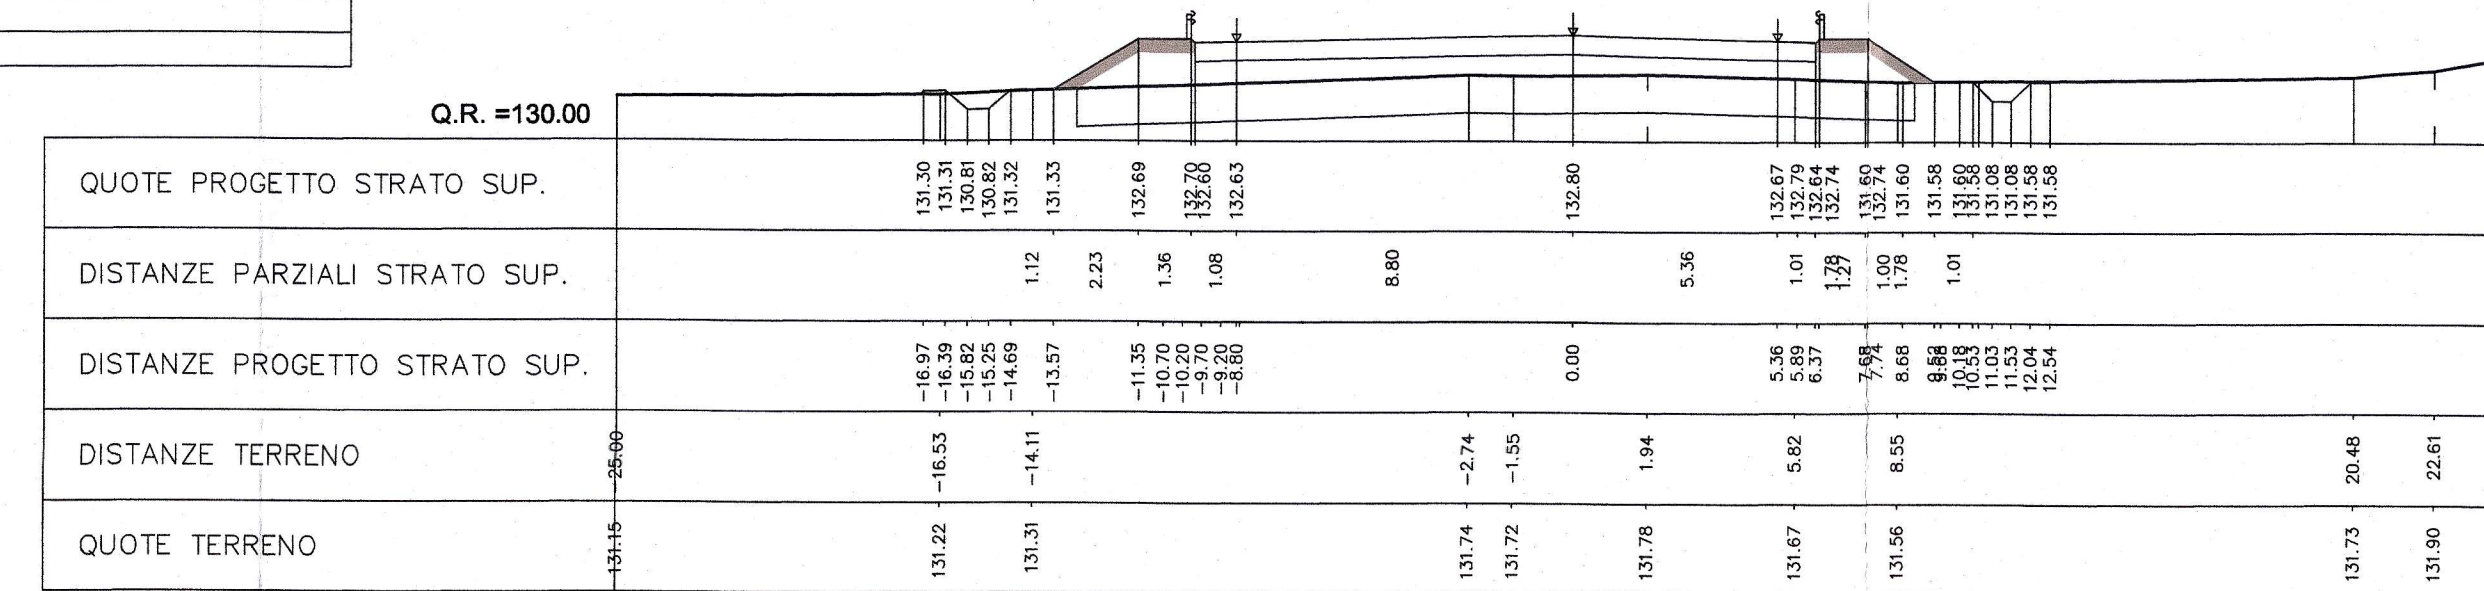 Q.R. =130.00
QUOTE PROGETTO STRATO SUP. 131.30 131.31 130.81 130.82 131.32 131.33 132.69 132.70 132.60 132.63 132.80 132.67 132.79 132.64 132.74 131.60 132.74 131.60 131.58 131.60 131.58 131.08 131.08 131.58 131.58
DISTANZE PARZIALI STRATO SUP. 1.12 2.23 1.36 1.08 8.80 5.36 1.01 1.78 1.27 1.00 1.78 1.01
DISTANZE PROGETTO STRATO SUP. -16.97 -16.39 -15.82 -15.25 -14.69 -13.57 -11.35 -10.70 -10.20 -9.70 -9.20 -8.80 0.00 5.36 5.89 6.37 7.68 7.74 8.68 10.18 10.53 11.03 11.53 12.04 12.54
DISTANZE TERRENO -25.00 -16.53 -14.11 -2.74 -1.55 1.94 5.82 8.55 20.48 22.61
QUOTE TERRENO 131.15 131.22 131.31 131.74 131.72 131.78 131.67 131.56 131.73 131.90